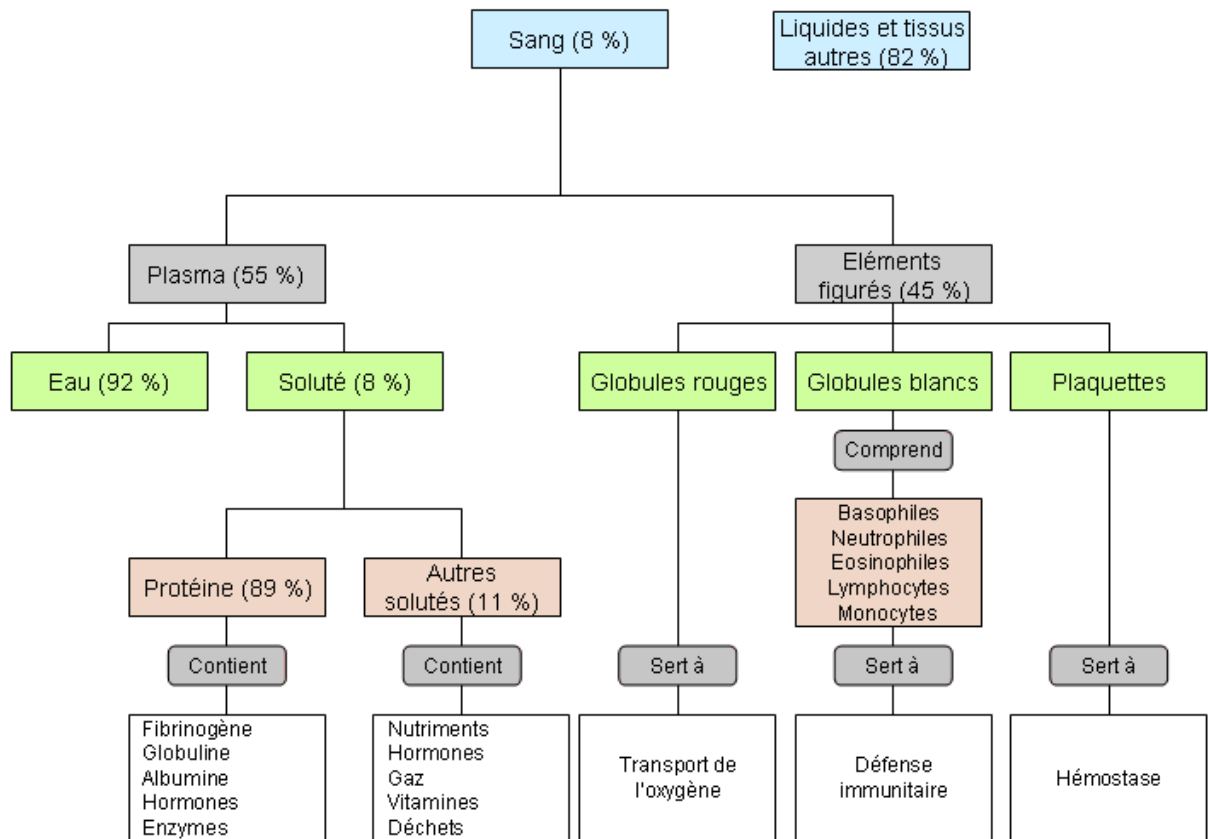 Sang (8 %)
Liquides et tissus
autres (82 %)
Plasma (55 %)
Eléments
figurés (45 %)
Eau (92 %)
Soluté (8 %)
Globules rouges
Globules blancs
Plaquettes
Comprend
Basophiles
Neutrophiles
Eosinophiles
Lymphocytes
Monocytes
Protéine (89 %)
Autres
solutés (11 %)
Contient
Contient
Sert à
Sert à
Sert à
Fibrinogène
Globuline
Albumine
Hormones
Enzymes
Nutriments
Hormones
Gaz
Vitamines
Déchets
Transport de
l'oxygène
Défense
immunitaire
Hémostase